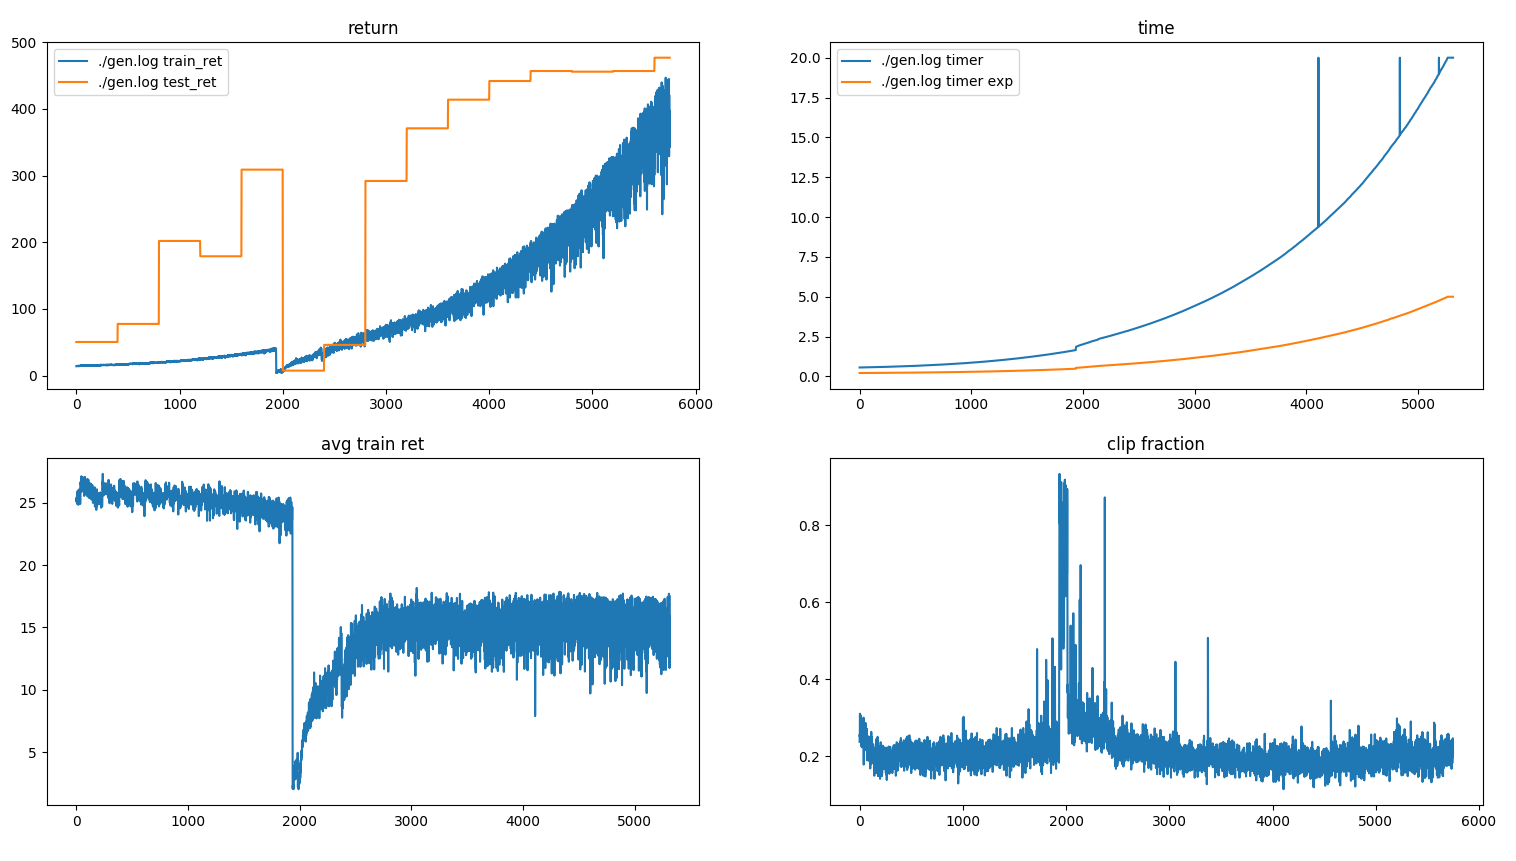 return
./gen.log train_ret
./gen.log test_ret
500
400
300
200
100
0
0 1000 2000 3000 4000 5000 6000
time
./gen.log timer
./gen.log timer exp
20.0
17.5
15.0
12.5
10.0
7.5
5.0
2.5
0.0
0 1000 2000 3000 4000 5000
avg train ret
25
20
15
10
5
0 1000 2000 3000 4000 5000
clip fraction
0.8
0.6
0.4
0.2
0 1000 2000 3000 4000 5000 6000